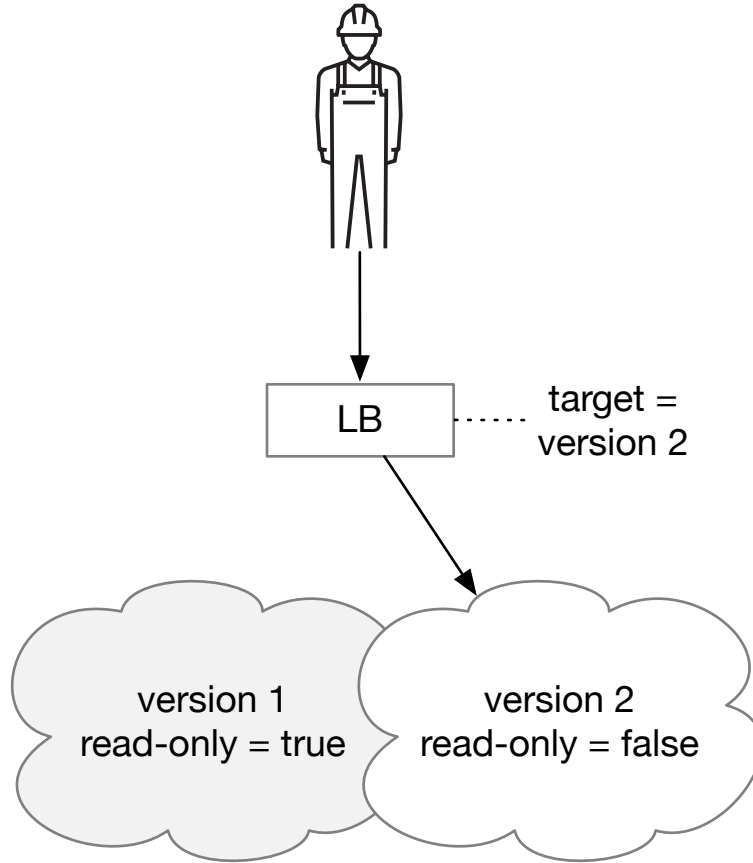 LB
target =
version 2
version 1
read-only = true
version 2
read-only = false